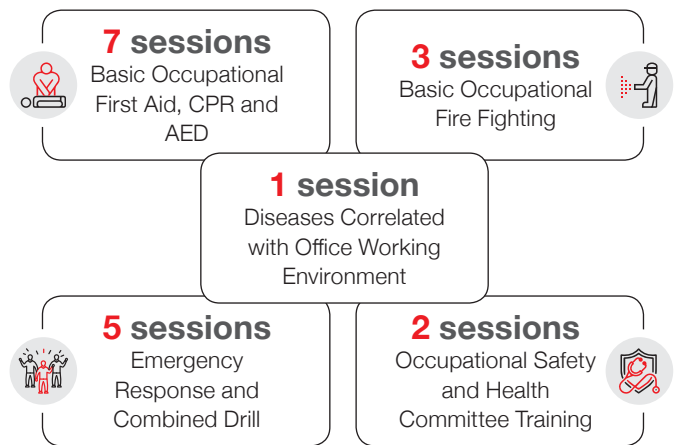 7 sessions
Basic Occupational
First Aid, CPR and
AED
3 sessions
Basic Occupational
Fire Fighting
1 session
Diseases Correlated
with Office Working
Environment
5 sessions
Emergency
Response and
Combined Drill
2 sessions
Occupational Safety
and Health
Committee Training